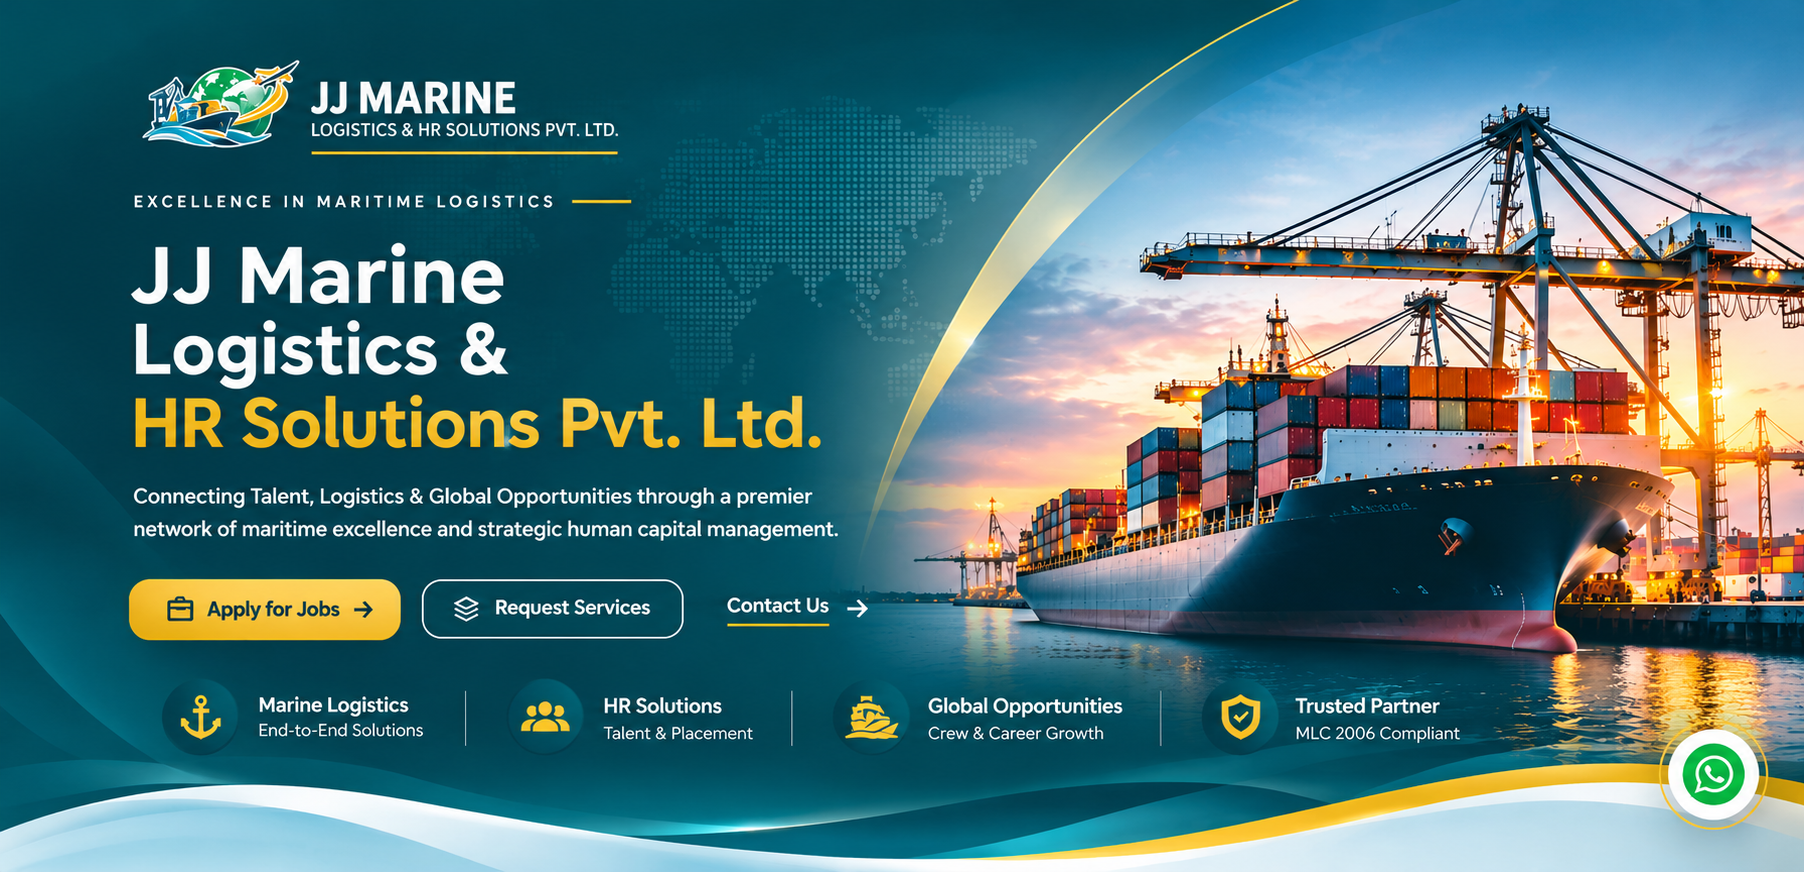 JJ MARINE
LOGISTICS & HR SOLUTIONS PVT. LTD.
EXCELLENCE IN MARITIME LOGISTICS
JJ Marine
Logistics &
HR Solutions Pvt. Ltd.
Connecting Talent, Logistics & Global Opportunities through a premier
network of maritime excellence and strategic human capital management.
Apply for Jobs
Request Services
Contact Us
Marine Logistics
End-to-End Solutions
HR Solutions
Talent & Placement
Global Opportunities
Crew & Career Growth
Trusted Partner
MLC 2006 Compliant